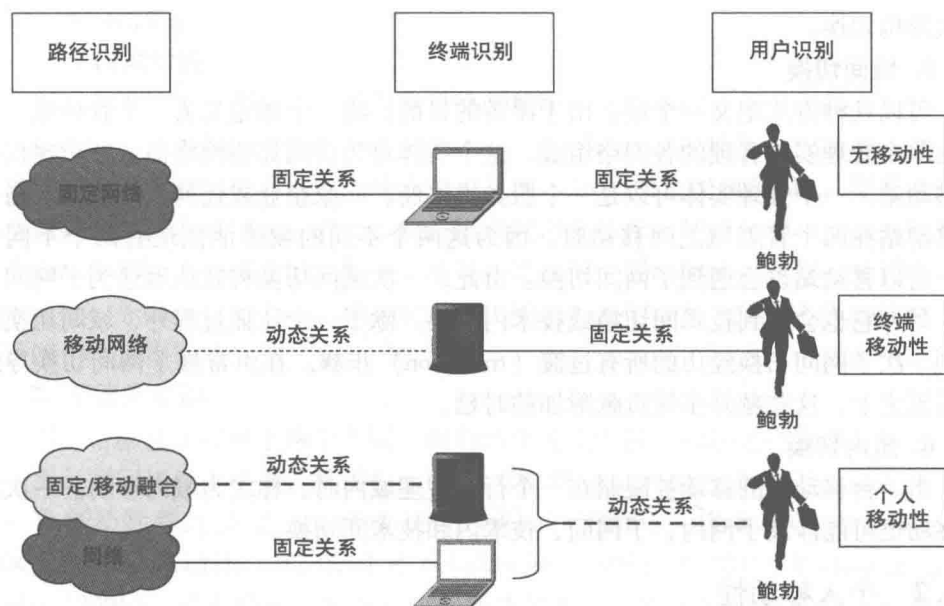 路径识别
终端识别
用户识别
固定网络
固定关系
固定关系
无移动性
鲍勃
移动网络
动态关系
固定关系
终端
移动性
鲍勃
固定/移动融合
网络
动态关系
固定关系
动态关系
个人
移动性
鲍勃